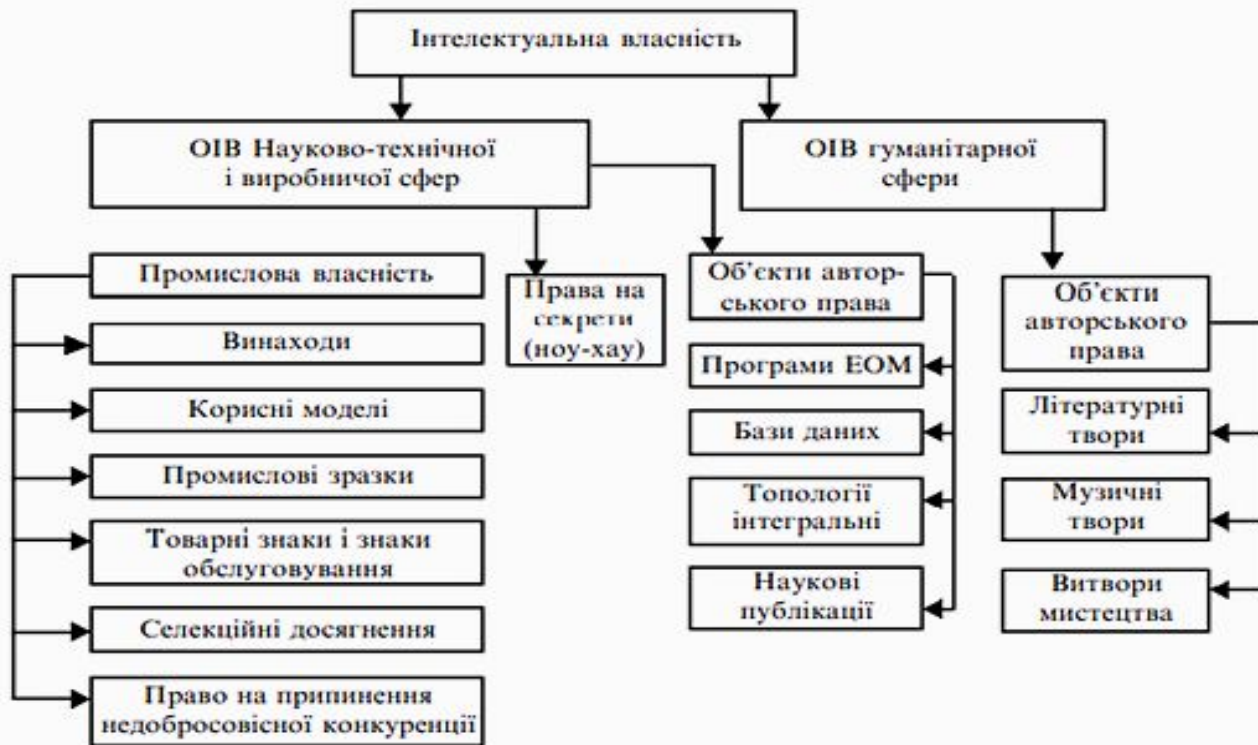 Інтелектуальна власність
ОІВ Науково-технічної
і виробничої сфер
ОІВ гуманітарної
сфери
Промислова власність
Винаходи
Корисні моделі
Промислові зразки
Товарні знаки і знаки
обслуговування
Селекційні досягнення
Право на припинення
недобросовісної конкуренції
Права на
секрети
(ноу-хау)
Об’єкти автор-
ського права
Програми ЕОМ
Бази даних
Топології
інтегральні
Наукові
публікації
Об’єкти
авторського
права
Літературні
твори
Музичні
твори
Витвори
мистецтва